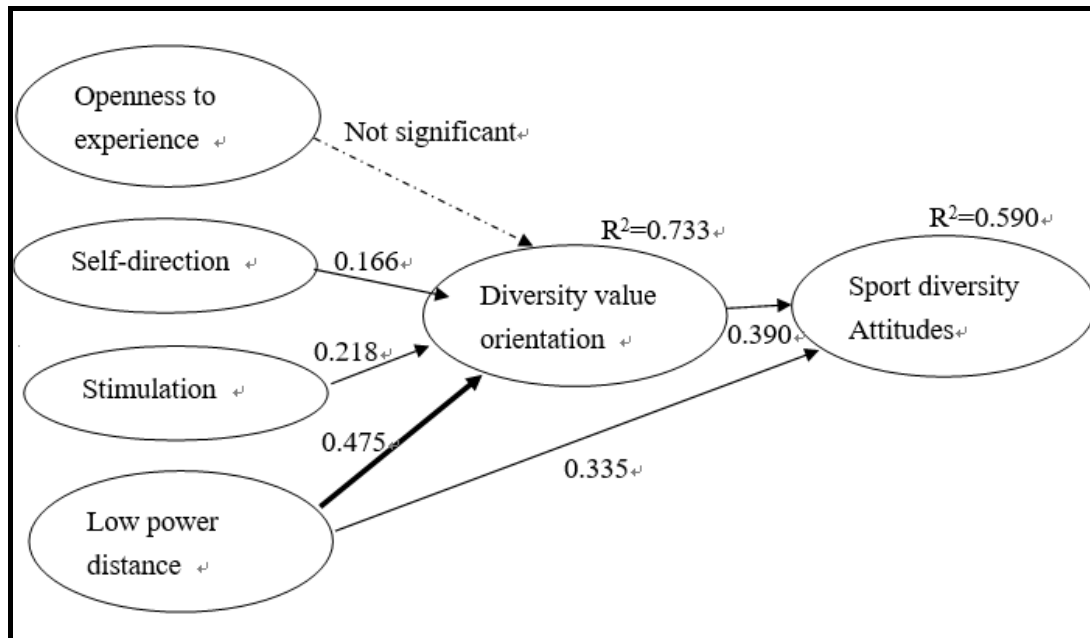 Openness to
experience ↵
Not significant↵
R²=0.733↵
R²=0.590↵
Self-direction ↵
0.166↵
Diversity value
orientation ↵
Sport diversity
Attitudes↵
0.390↵
Stimulation ↵
0.218↵
0.475↵
0.335↵
Low power
distance ↵